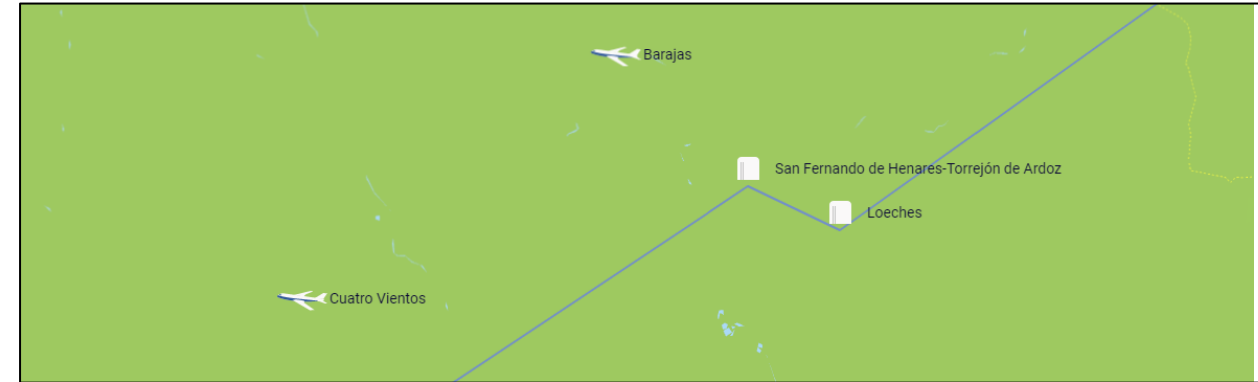 Barajas
San Fernando de Henares-Torrejón de Ardoz
Loeches
Cuatro Vientos